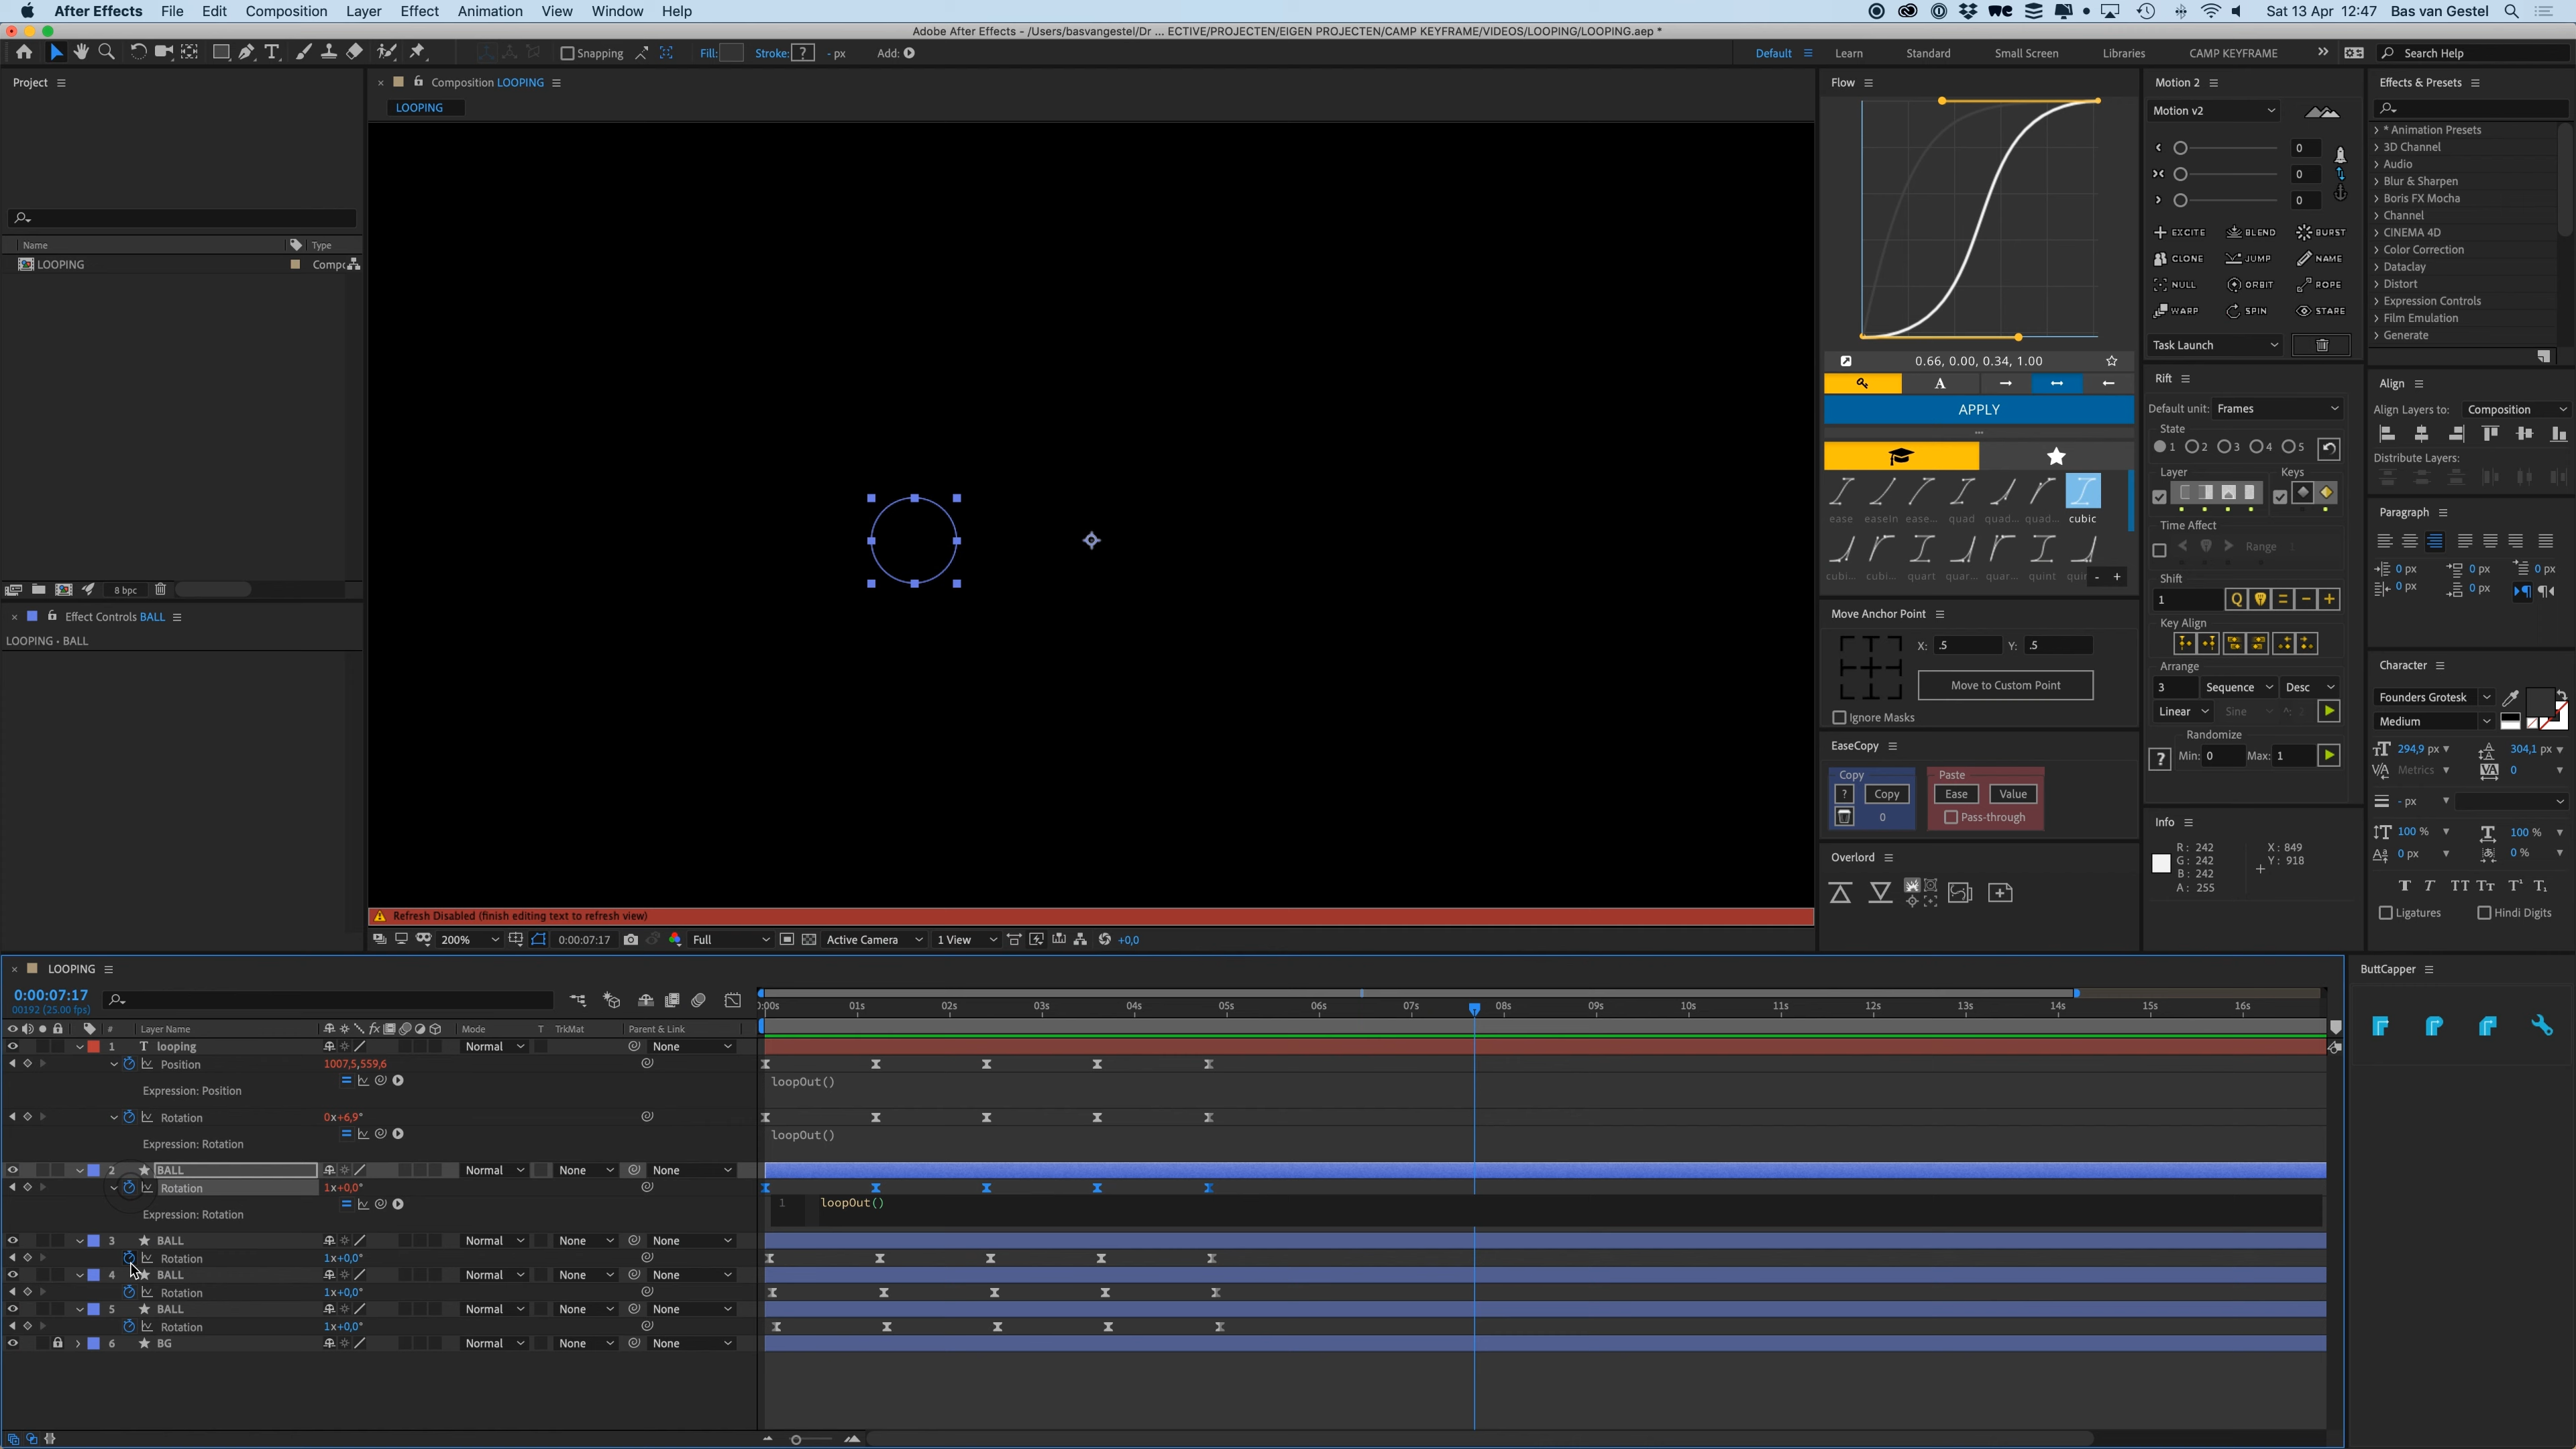 After Effects File Edit Composition Layer Effect Animation View Window Help Sat 13 Apr 12:47 Bas van Gestel
Adobe After Effects - /Users/basvangestel/Dr ... ECTIVE/PROJECTEN/EIGEN PROJECTEN/CAMP KEYFRAME/VIDEOS/LOOPING/LOOPING.aep *
Snapping Fill: Stroke: ? - px Add: Default Learn Standard Small Screen Libraries CAMP KEYFRAME Search Help
Project
Name Type
LOOPING Compo
8 bpc
Effect Controls BALL
LOOPING • BALL
Composition LOOPING
LOOPING
Refresh Disabled (finish editing text to refresh view)
200% 0:00:07:17 Full Active Camera 1 View +0,0
Flow
0.66, 0.00, 0.34, 1.00
A
APPLY
ease easeIn ease... quad quad... quad... cubic
cubi... cubi... quart quar... quar... quint quin - +
Move Anchor Point
X: .5 Y: .5
Move to Custom Point
Ignore Masks
EaseCopy
Copy Paste
? Copy Ease Value
0 Pass-through
Overlord
Motion 2
Motion v2
0
0
0
EXCITE BLEND BURST
CLONE JUMP NAME
NULL ORBIT ROPE
WARP SPIN STARE
Task Launch
Rift
Default unit: Frames
State
1 2 3 4 5
Layer Keys
Time Affect
Range
Shift
1 Q
Key Align
Arrange
3 Sequence Desc
Linear Sine
Randomize
? Min: 0 Max: 1
Info
R: 242 X: 849
G: 242 Y: 918
B: 242
A: 255
Effects & Presets
* Animation Presets
3D Channel
Audio
Blur & Sharpen
Boris FX Mocha
Channel
CINEMA 4D
Color Correction
Dataclay
Distort
Expression Controls
Film Emulation
Generate
Align
Align Layers to: Composition
Distribute Layers:
Paragraph
0 px 0 px 0 px
0 px 0 px
Character
Founders Grotesk
Medium
294,9 px 304,1 px
Metrics 0
- px
100 % 100 %
0 px 0 %
Ligatures Hindi Digits
LOOPING
0:00:07:17
00192 (25.00 fps)
:00s 01s 02s 03s 04s 05s 06s 07s 08s 09s 10s 11s 12s 13s 14s 15s 16s
# Layer Name Mode T TrkMat Parent & Link
1 T looping Normal None
Position 1007,5,559,6
loopOut()
Expression: Position
Rotation 0x+6,9°
loopOut()
Expression: Rotation
2 BALL Normal None None
Rotation 1x+0,0°
1 loopOut()
Expression: Rotation
3 BALL Normal None None
Rotation 1x+0,0°
4 BALL Normal None None
Rotation 1x+0,0°
5 BALL Normal None None
Rotation 1x+0,0°
6 BG Normal None None
ButtCapper